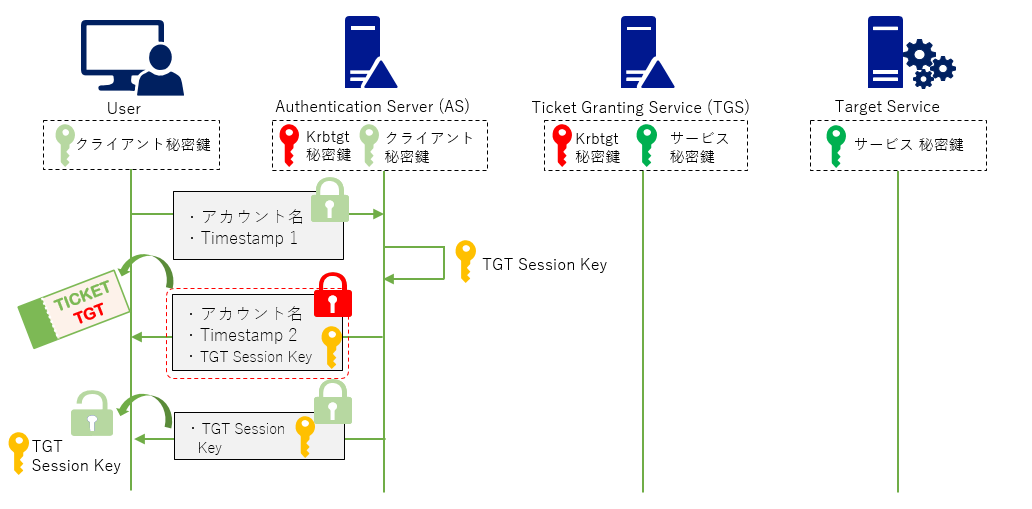 User
Authentication Server (AS)
Ticket Granting Service (TGS)
Target Service
クライアント秘密鍵
Krbtgt
秘密鍵
クライアント
秘密鍵
Krbtgt
秘密鍵
サービス
秘密鍵
サービス 秘密鍵
・アカウント名
・Timestamp 1
TGT Session Key
TICKET
TGT
・アカウント名
・Timestamp 2
・TGT Session Key
・TGT Session
Key
TGT
Session Key